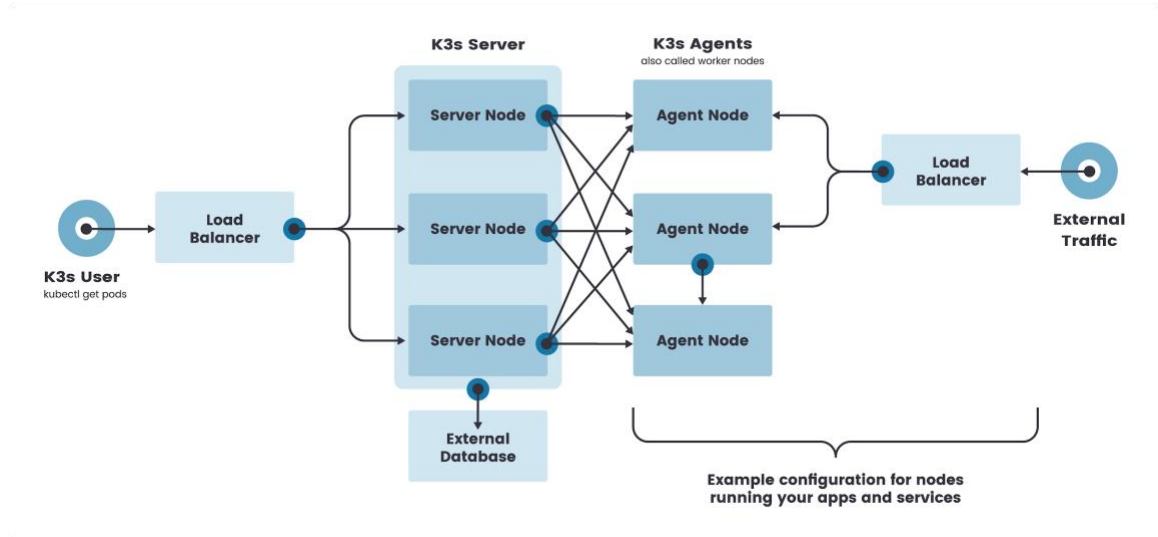 K3s Server
K3s Agents
also called worker nodes
Server Node
Agent Node
Load
Balancer
External
Traffic
Server Node
Agent Node
Load
Balancer
K3s User
kubectl get pods
Server Node
Agent Node
External
Database
Example configuration for nodes
running your apps and services